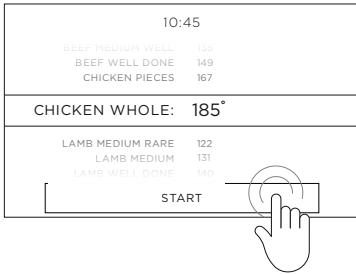 10:45
BEEF MEDIUM WELL 155
BEEF WELL DONE 149
CHICKEN PIECES 167
CHICKEN WHOLE: 185°
LAMB MEDIUM RARE 122
LAMB MEDIUM 131
LAMB WELL DONE 140
START